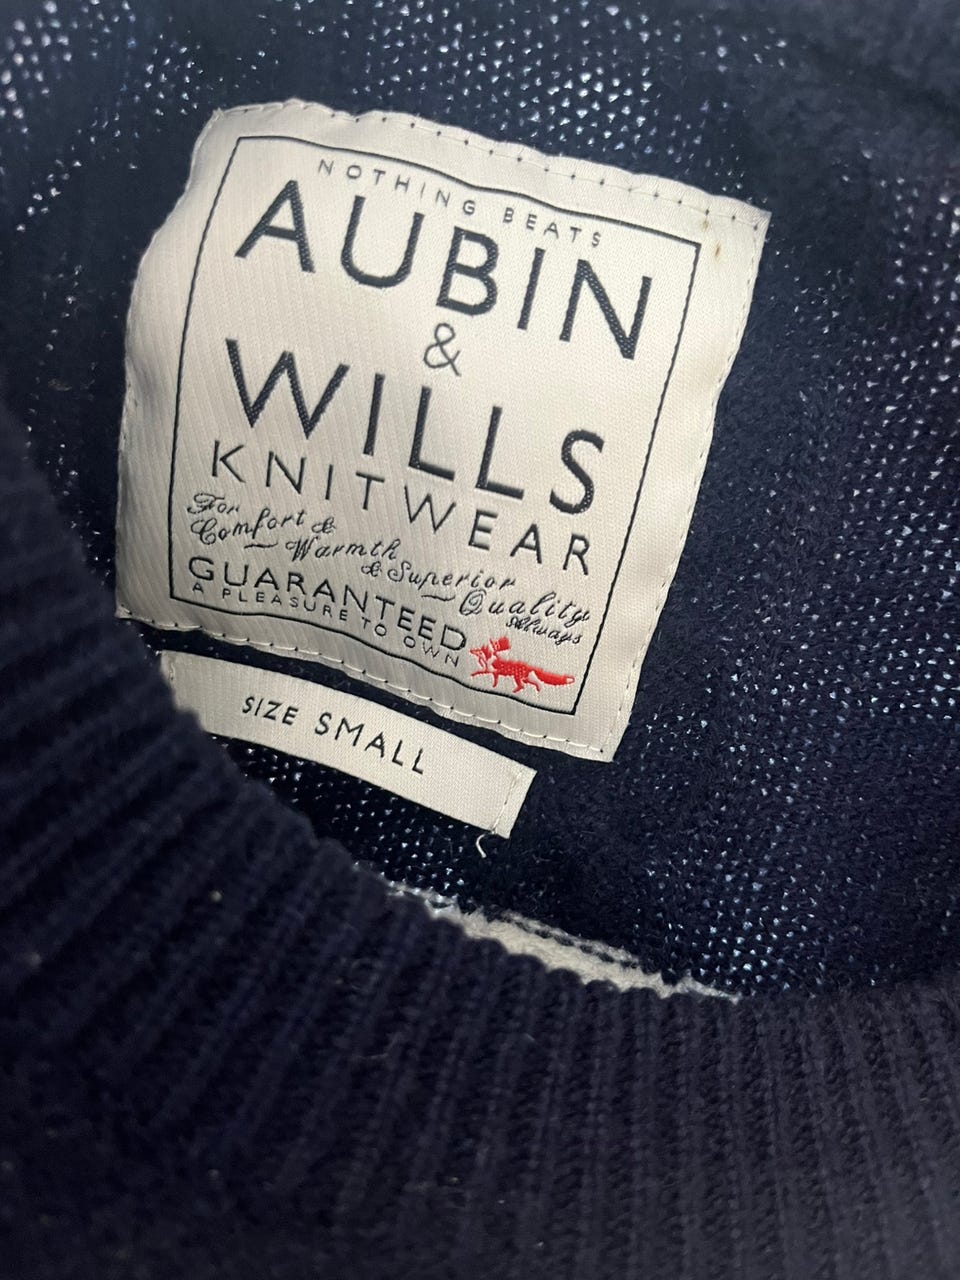 NOTHING BEATS
AUBIN
&
WILLS
KNITWEAR
For
Comfort &
Warmth
& Superior
Quality
Always
GUARANTEED
A PLEASURE TO OWN
SIZE SMALL